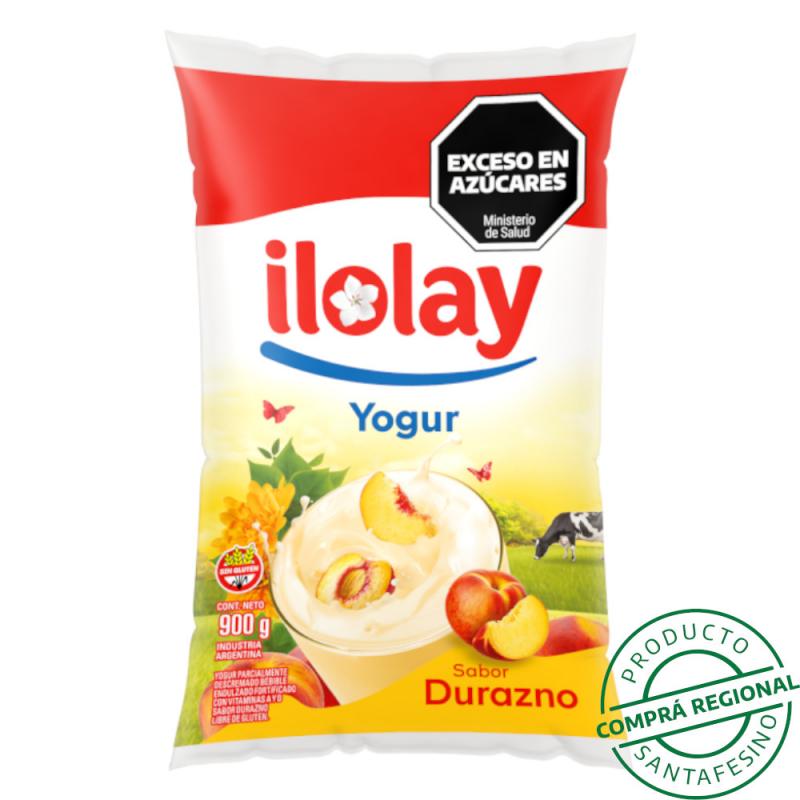 EXCESO EN
AZÚCARES
Ministerio
de Salud
ilolay
Yogur
SIN GLUTEN
CONT. NETO
900 g
INDUSTRIA
ARGENTINA
YOGUR PARCIALMENTE
DESCREMADO BEBIBLE
ENDULZADO FORTIFICADO
CON VITAMINAS A Y D
SABOR DURAZNO
LIBRE DE GLUTEN.
Sabor
Durazno
PRODUCTO
COMPRÁ REGIONAL
SANTAFESINO